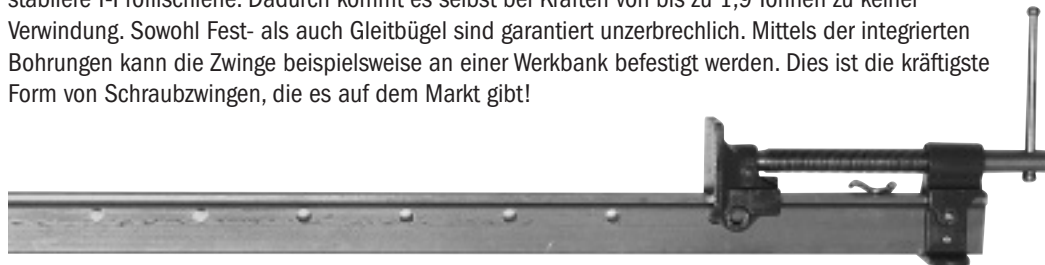 stabilere T-Profilschiene. Dadurch kommt es selbst bei Kräften von bis zu 1,9 Tonnen zu keiner
Verwindung. Sowohl Fest- als auch Gleitbügel sind garantiert unzerbrechlich. Mittels der integrierten
Bohrungen kann die Zwinge beispielsweise an einer Werkbank befestigt werden. Dies ist die kräftigste
Form von Schraubzwingen, die es auf dem Markt gibt!